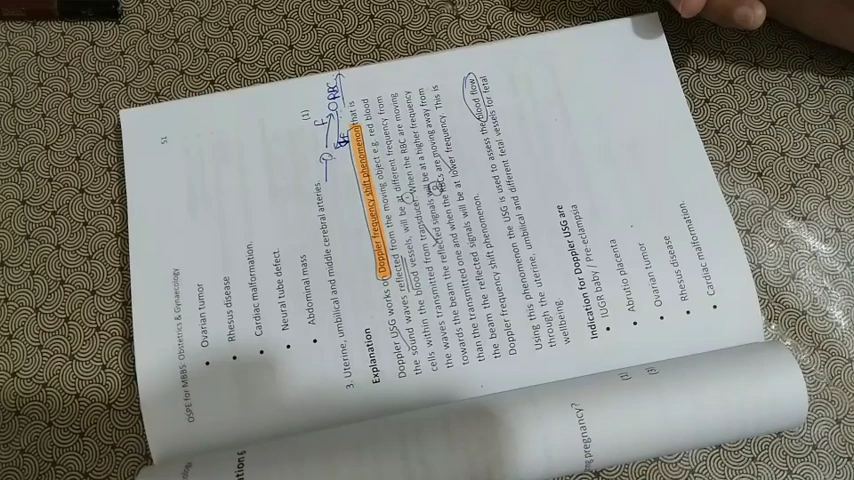 OSPE for MBBS: Obstetrics & Gynaecology
51
• Ovarian tumor
• Rhesus disease
• Cardiac malformation.
• Neural tube defect.
• Abdominal mass
3. Uterine, umbilical and middle cerebral arteries (1)
RBC
Explanation
Doppler USG works on Doppler frequency shift phenomenon that is
the sound waves reflected from the moving object e.g. red blood
cells within the blood vessels, will be at different frequency from
the waves transmitted from transducer. When the RBC are moving
towards the beam the reflected signals will be at a higher frequency
than the transmitted one and when the RBCs are moving away from
the beam the reflected signals will be at lower frequency. This is
Doppler frequency shift phenomenon.
Using this phenomenon the USG is used to assess the blood flow
through the uterine, umbilical and different fetal vessels for fetal
wellbeing.
Indication for Doppler USG are
• IUGR baby / Pre-eclampsia
• Abrutio placenta
• Ovarian tumor
• Rhesus disease
• Cardiac malformation.
pregnancy?
(1)
(3)